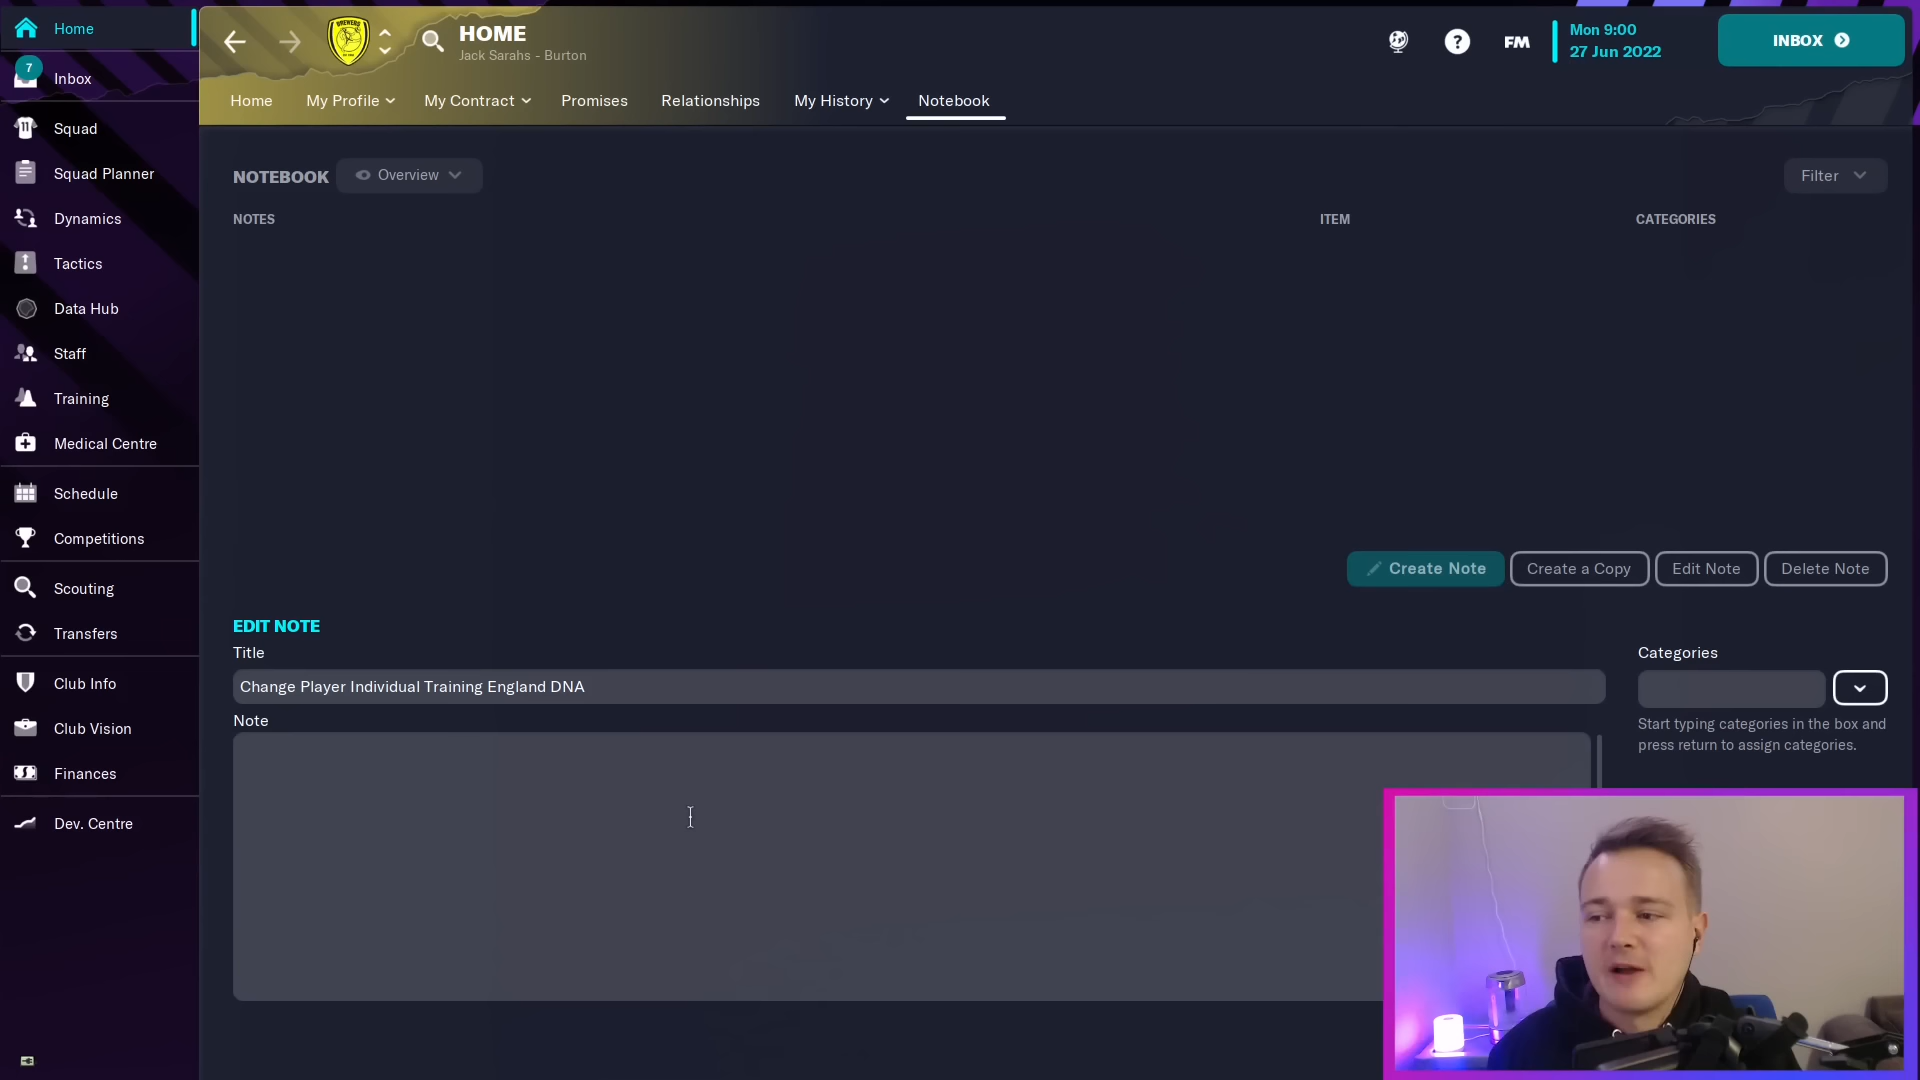 Home
7
Inbox
Squad
Squad Planner
Dynamics
Tactics
Data Hub
Staff
Training
Medical Centre
Schedule
Competitions
Scouting
Transfers
Club Info
Club Vision
Finances
Dev. Centre
BREWERS
HOME
Jack Sarahs - Burton
?
FM
Mon 9:00
27 Jun 2022
INBOX
Home
My Profile
My Contract
Promises
Relationships
My History
Notebook
NOTEBOOK
Overview
Filter
NOTES
ITEM
CATEGORIES
Create Note
Create a Copy
Edit Note
Delete Note
EDIT NOTE
Title
Change Player Individual Training England DNA
Categories
Start typing categories in the box and
press return to assign categories.
Note